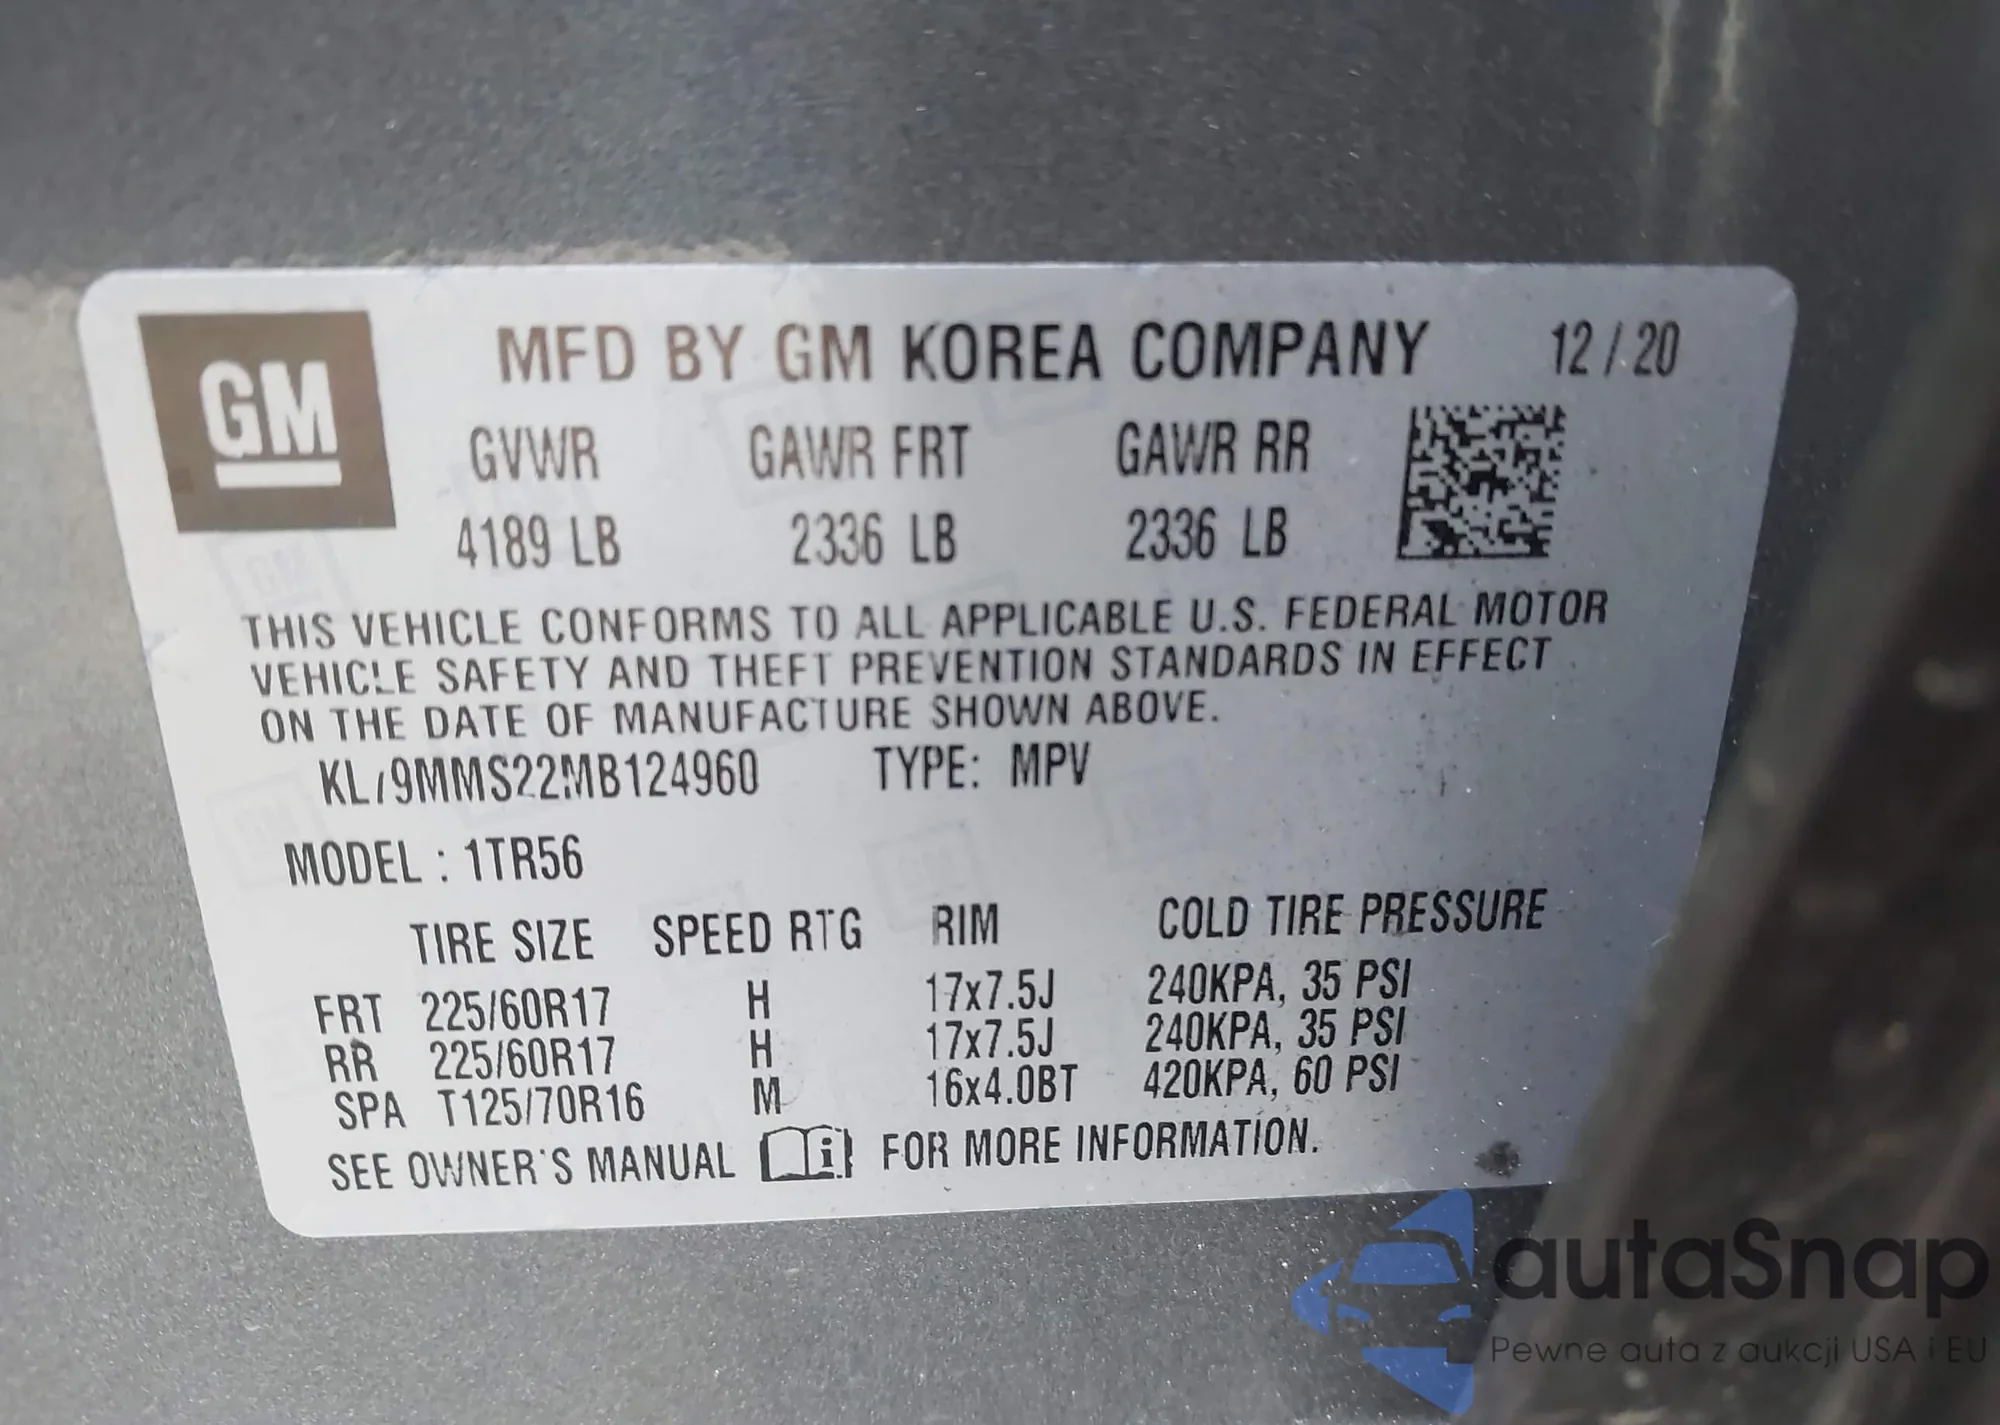 GM
MFD BY GM KOREA COMPANY 12/20
GVWR GAWR FRT GAWR RR
4189 LB 2336 LB 2336 LB
THIS VEHICLE CONFORMS TO ALL APPLICABLE U.S. FEDERAL MOTOR
VEHICLE SAFETY AND THEFT PREVENTION STANDARDS IN EFFECT
ON THE DATE OF MANUFACTURE SHOWN ABOVE.
KL79MMS22MB124960 TYPE: MPV
MODEL : 1TR56
TIRE SIZE SPEED RTG RIM COLD TIRE PRESSURE
FRT 225/60R17 H 17x7.5J 240KPA, 35 PSI
RR 225/60R17 H 17x7.5J 240KPA, 35 PSI
SPA T125/70R16 M 16x4.0BT 420KPA, 60 PSI
SEE OWNER'S MANUAL FOR MORE INFORMATION.
autaSnap
Pewne auta z aukcji USA i EU